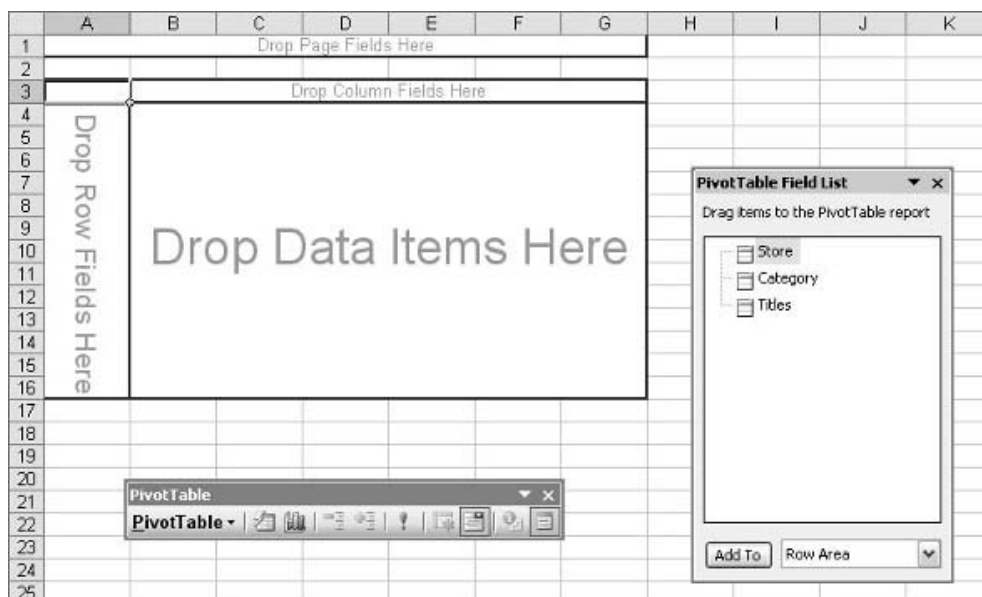 A B C D E F G H I J K
1 Drop Page Fields Here
2
3 Drop Column Fields Here
4
5
6
7
8
9
10
11
12
13
14
15
16
17
18
19
20
21
22
23
24
25
Drop Row Fields Here
Drop Data Items Here
PivotTable Field List
Drag items to the PivotTable report
Store
Category
Titles
Add To Row Area
PivotTable
PivotTable